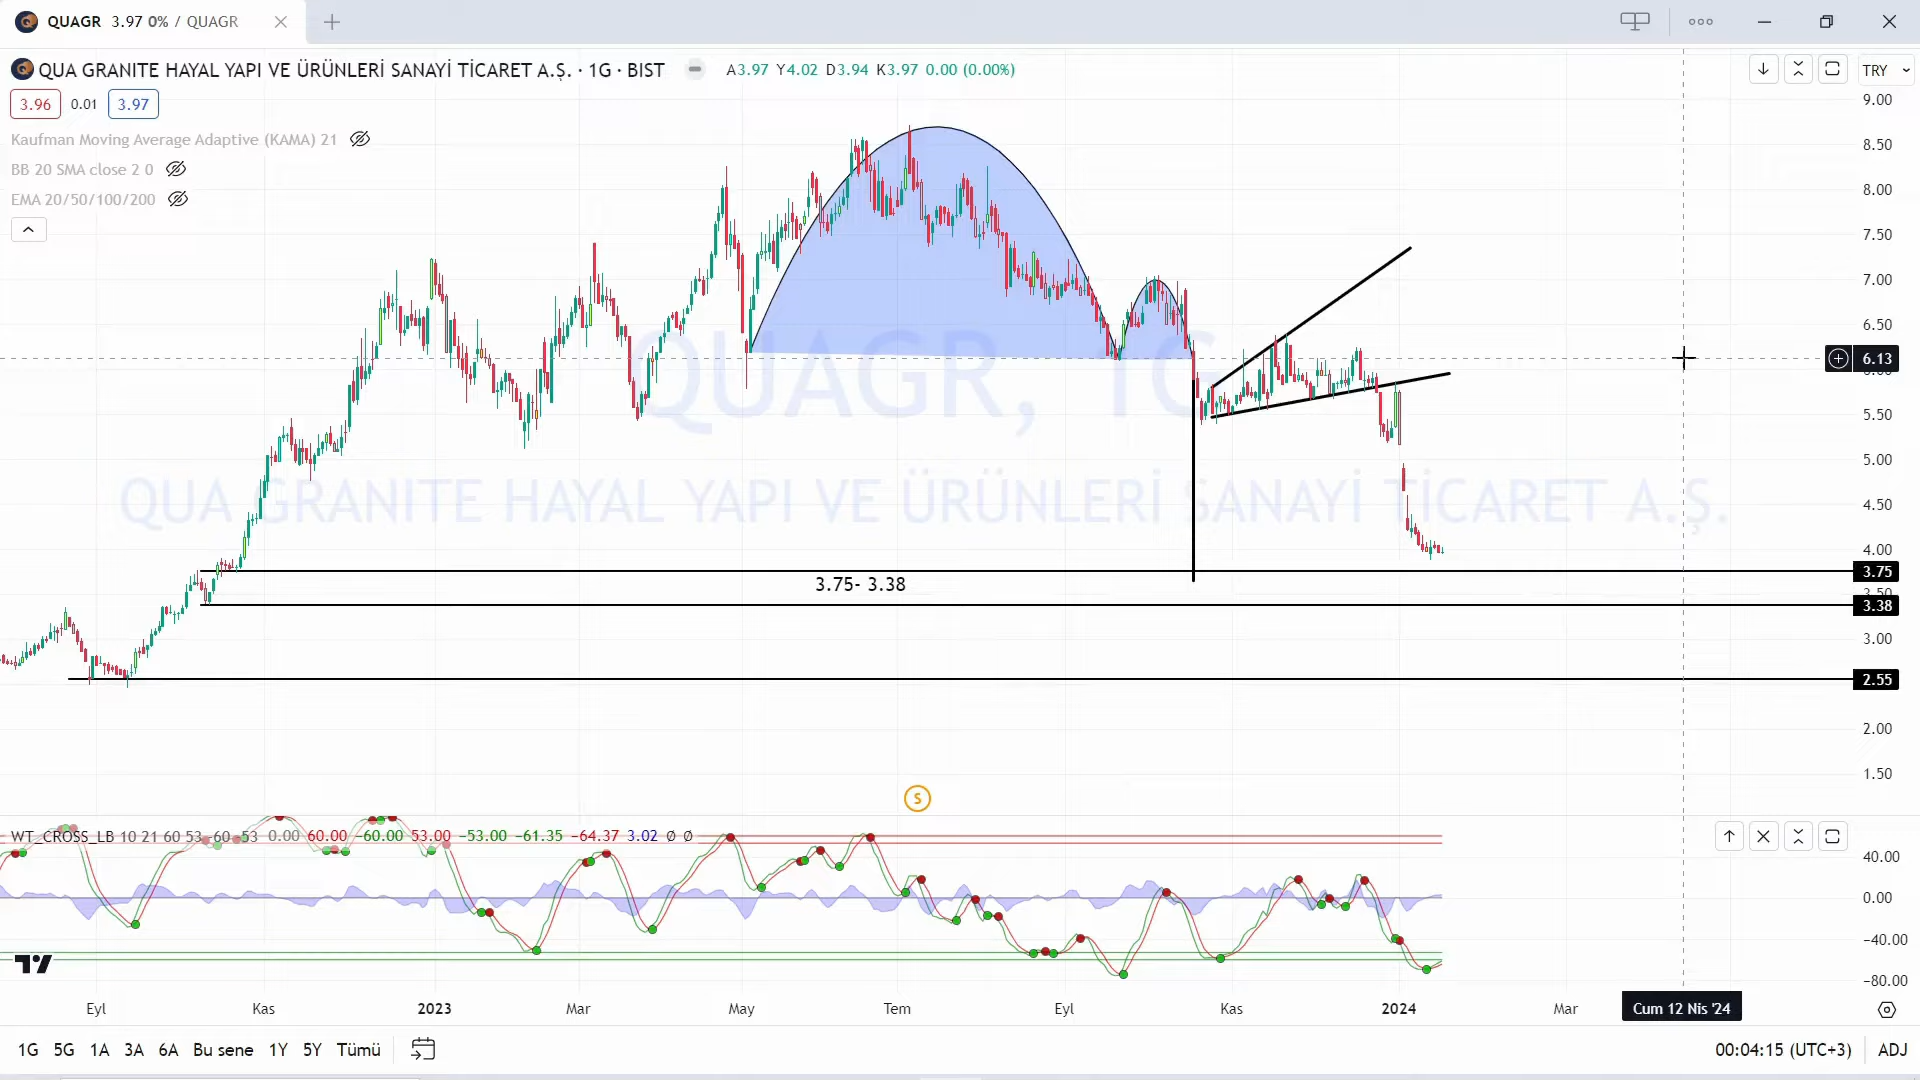 QUAGR 3.97 0% / QUAGR
QUA GRANITE HAYAL YAPI VE ÜRÜNLERİ SANAYİ TİCARET A.Ş. · 1G · BIST
A3.97 Y4.02 D3.94 K3.97 0.00 (0.00%)
TRY
3.96 0.01 3.97
Kaufman Moving Average Adaptive (KAMA) 21
BB 20 SMA close 2 0
EMA 20/50/100/200
QUAGR, 1G
QUA GRANITE HAYAL YAPI VE ÜRÜNLERİ SANAYİ TİCARET A.Ş.
9.00
8.50
8.00
7.50
7.00
6.50
6.13
6.00
5.50
5.00
4.50
4.00
3.75
3.75- 3.38
3.50
3.38
3.00
2.55
2.00
1.50
S
WT_CROSS_LB 10 21 60 53 −60 −53 0.00 60.00 −60.00 53.00 −53.00 −61.35 −64.37 3.02 Ø Ø
40.00
0.00
−40.00
−80.00
Eyl Kas 2023 Mar May Tem Eyl Kas 2024 Mar Cum 12 Nis '24
1G 5G 1A 3A 6A Bu sene 1Y 5Y Tümü
00:04:15 (UTC+3) ADJ